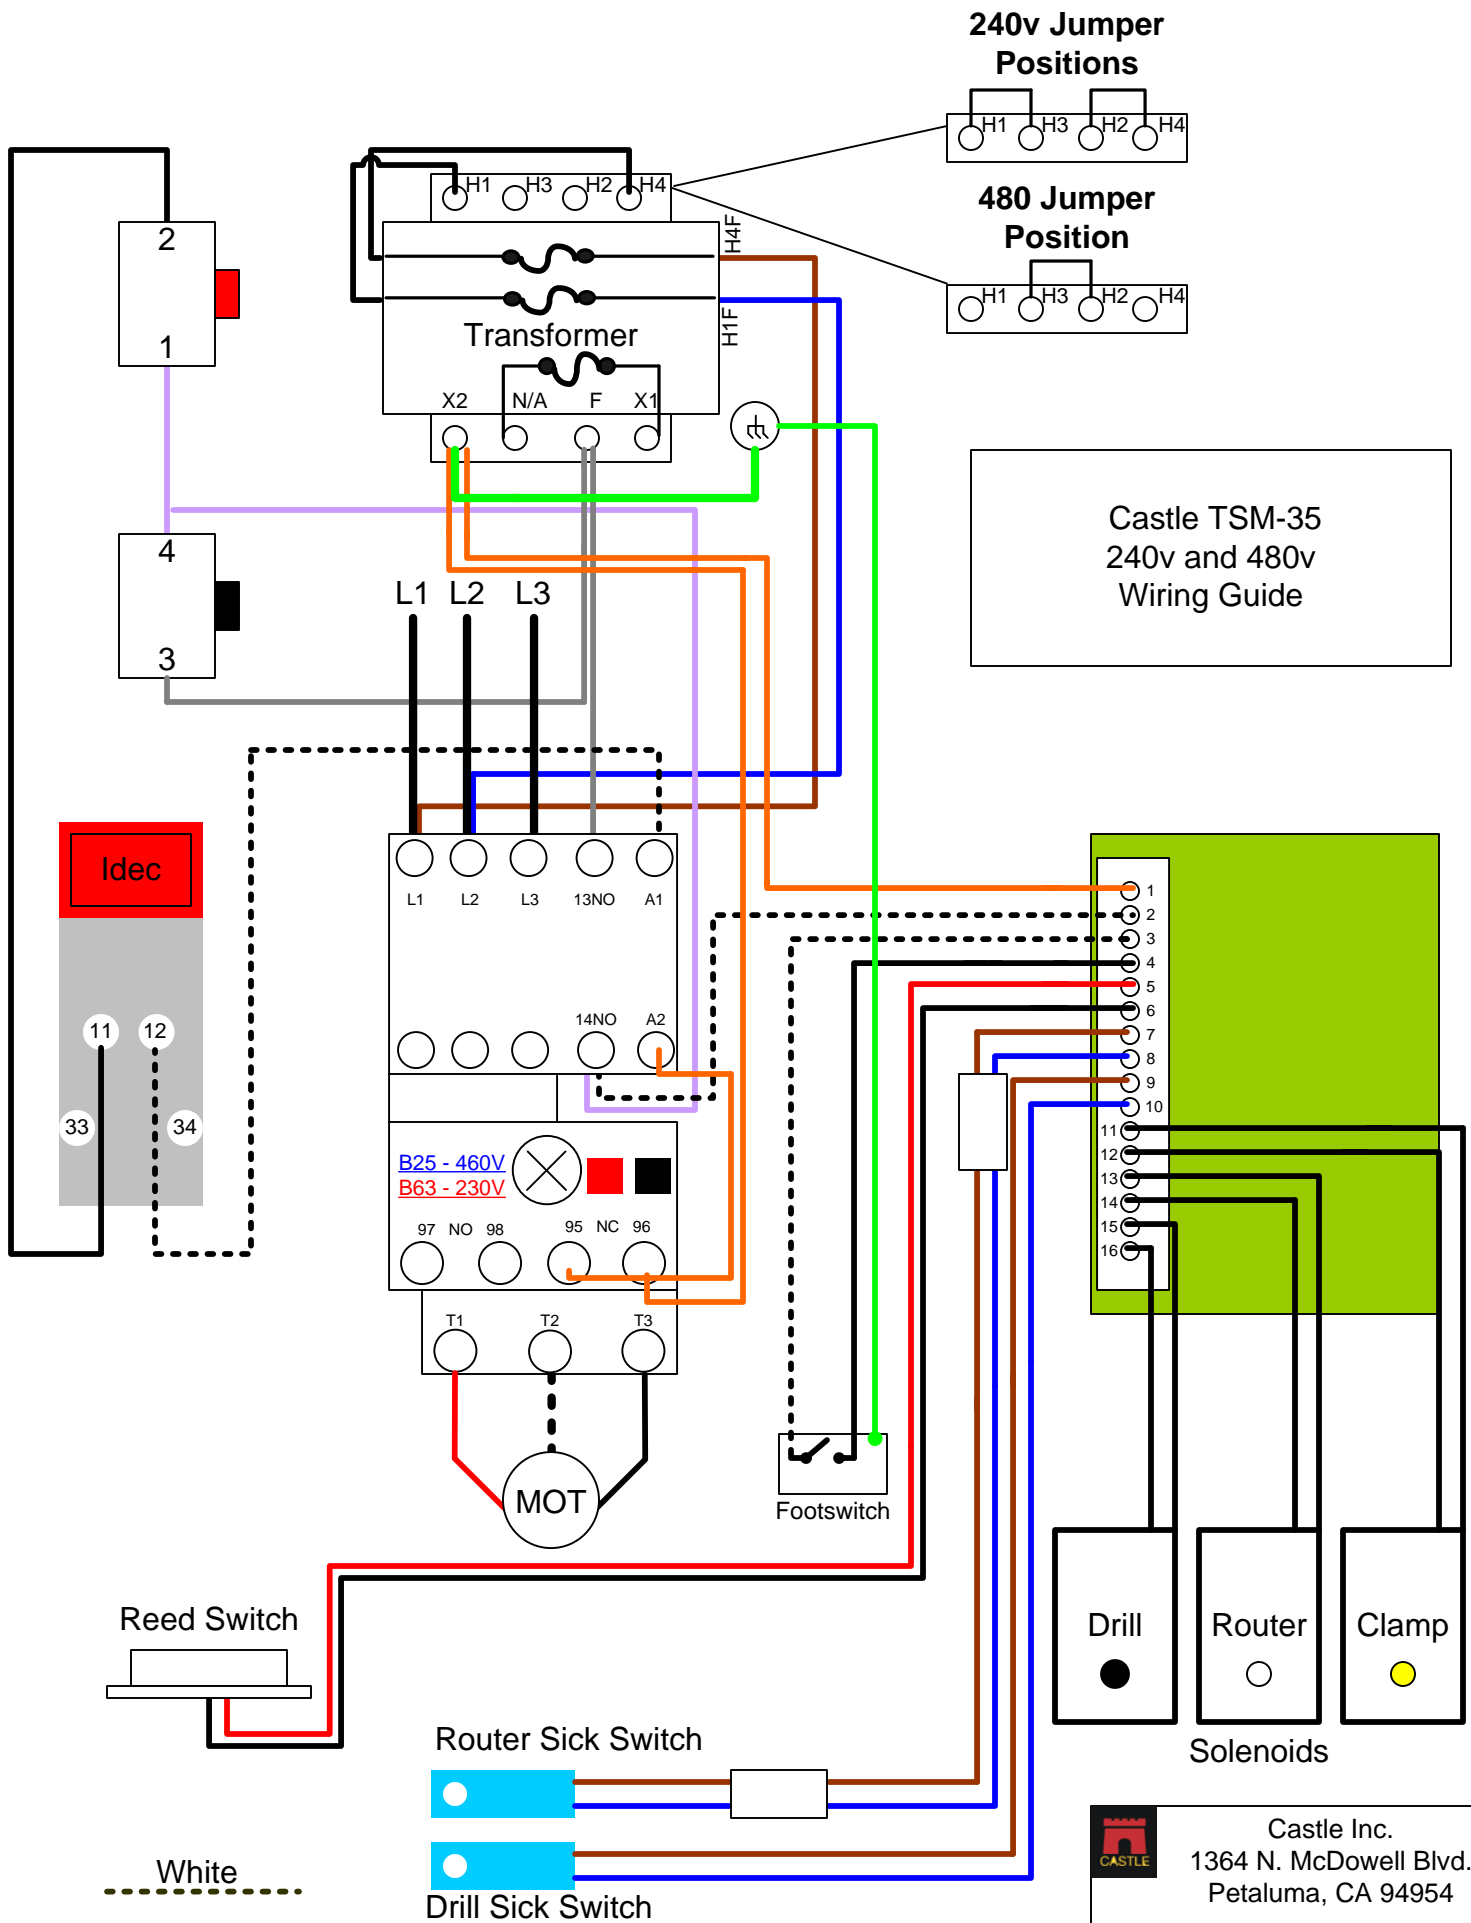 240v Jumper
Positions
H1 H3 H2 H4
480 Jumper
Position
H1 H3 H2 H4
H1 H3 H2 H4
H4F
H1F
Transformer
X2 N/A F X1
2
1
4
3
Castle TSM-35
240v and 480v
Wiring Guide
L1 L2 L3
Idec
11 12
33 34
L1 L2 L3 13NO A1
14NO A2
B25 - 460V
B63 - 230V
97 NO 98 95 NC 96
T1 T2 T3
MOT
1
2
3
4
5
6
7
8
9
10
11
12
13
14
15
16
Footswitch
Reed Switch
Drill Router Clamp
Solenoids
Router Sick Switch
Drill Sick Switch
White
CASTLE
Castle Inc.
1364 N. McDowell Blvd.
Petaluma, CA 94954